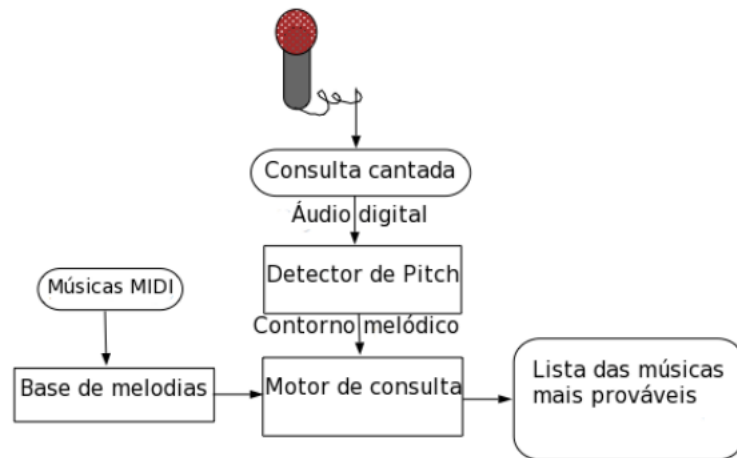 Consulta cantada
Áudio digital
Detector de Pitch
Músicas MIDI
Contorno melódico
Base de melodias
Motor de consulta
Lista das músicas
mais prováveis